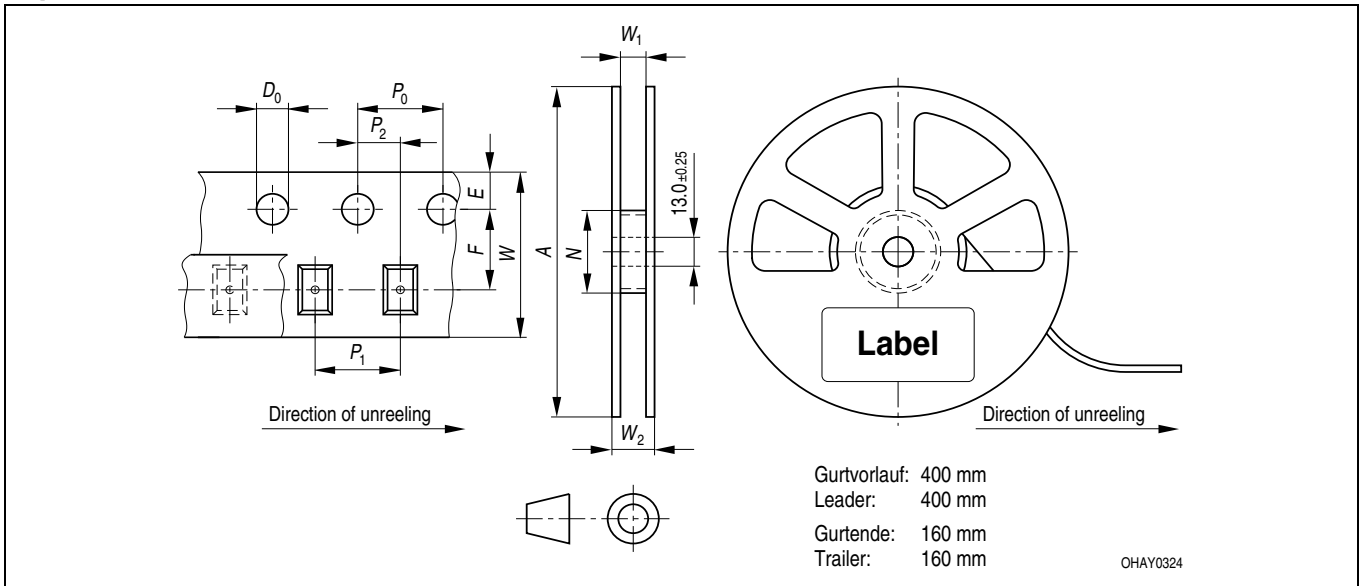 W1
D0
P0
P2
E
F
W
A
N
13.0 ±0.25
P1
Label
Direction of unreeling
W2
Direction of unreeling
Gurtvorlauf: 400 mm
Leader: 400 mm
Gurtende: 160 mm
Trailer: 160 mm
OHAY0324